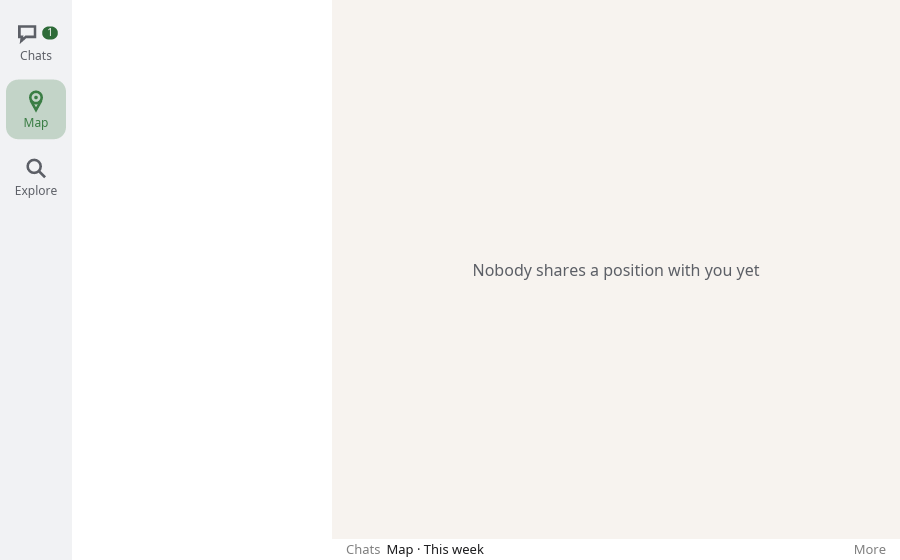 1
Chats
Map
Explore
Nobody shares a position with you yet
Chats Map · This week More